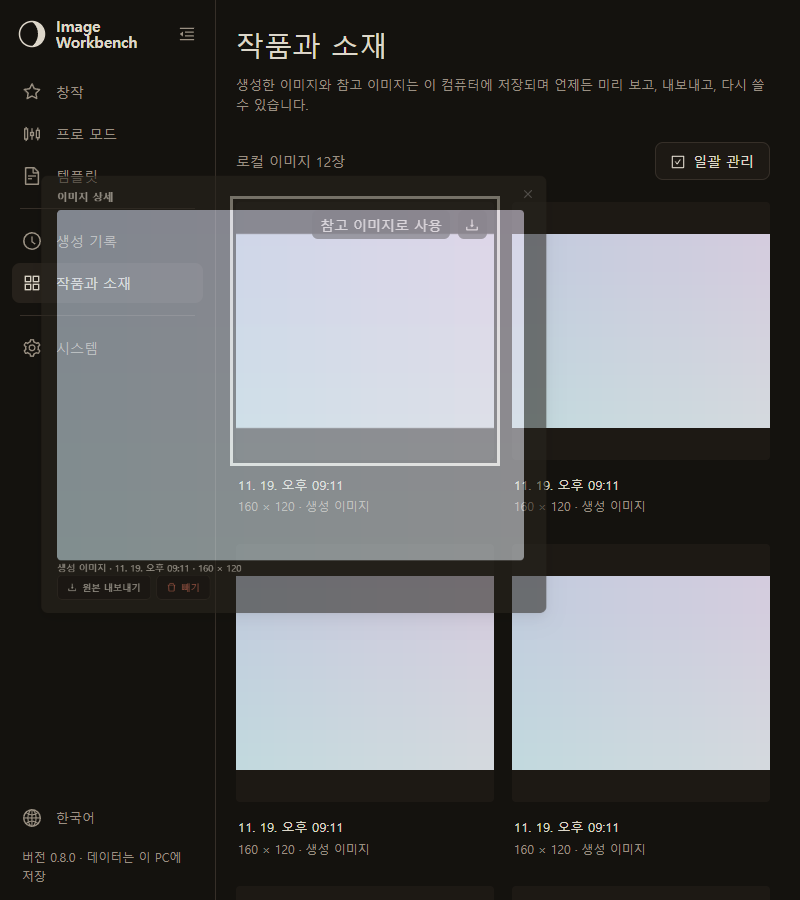 Image
Workbench
창작
프로 모드
템플릿
생성 기록
작품과 소재
시스템
한국어
버전 0.8.0 · 데이터는 이 PC에
저장
작품과 소재
생성한 이미지와 참고 이미지는 이 컴퓨터에 저장되며 언제든 미리 보고, 내보내고, 다시 쓸
수 있습니다.
로컬 이미지 12장
일괄 관리
이미지 상세
×
참고 이미지로 사용
11. 19. 오후 09:11
160 × 120 · 생성 이미지
11. 19. 오후 09:11
160 × 120 · 생성 이미지
생성 이미지 · 11. 19. 오후 09:11 · 160 × 120
원본 내보내기
빼기
11. 19. 오후 09:11
160 × 120 · 생성 이미지
11. 19. 오후 09:11
160 × 120 · 생성 이미지